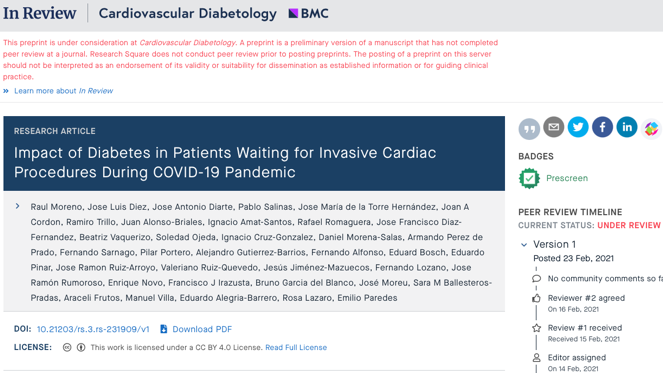 In Review
Cardiovascular Diabetology
BMC
This preprint is under consideration at Cardiovascular Diabetology. A preprint is a preliminary version of a manuscript that has not completed
peer review at a journal. Research Square does not conduct peer review prior to posting preprints. The posting of a preprint on this server
should not be interpreted as an endorsement of its validity or suitability for dissemination as established information or for guiding clinical
practice.
» Learn more about In Review
RESEARCH ARTICLE
Impact of Diabetes in Patients Waiting for Invasive Cardiac
Procedures During COVID-19 Pandemic
Raul Moreno, Jose Luis Diez, Jose Antonio Diarte, Pablo Salinas, Jose María de la Torre Hernández, Joan A
Cordon, Ramiro Trillo, Juan Alonso-Briales, Ignacio Amat-Santos, Rafael Romaguera, Jose Francisco Diaz-
Fernandez, Beatriz Vaquerizo, Soledad Ojeda, Ignacio Cruz-Gonzalez, Daniel Morena-Salas, Armando Perez de
Prado, Fernando Sarnago, Pilar Portero, Alejandro Gutierrez-Barrios, Fernando Alfonso, Eduard Bosch, Eduardo
Pinar, Jose Ramon Ruiz-Arroyo, Valeriano Ruiz-Quevedo, Jesús Jiménez-Mazuecos, Fernando Lozano, Jose
Ramón Rumoroso, Enrique Novo, Francisco J Irazusta, Bruno Garcia del Blanco, José Moreu, Sara M Ballesteros-
Pradas, Araceli Frutos, Manuel Villa, Eduardo Alegria-Barrero, Rosa Lazaro, Emilio Paredes
DOI: 10.21203/rs.3.rs-231909/v1 Download PDF
LICENSE: This work is licensed under a CC BY 4.0 License. Read Full License
BADGES
Prescreen
PEER REVIEW TIMELINE
CURRENT STATUS: UNDER REVIEW
Version 1
Posted 23 Feb, 2021
No community comments so fa
Reviewer #2 agreed
On 16 Feb, 2021
Review #1 received
Received 15 Feb, 2021
Editor assigned
On 14 Feb, 2021